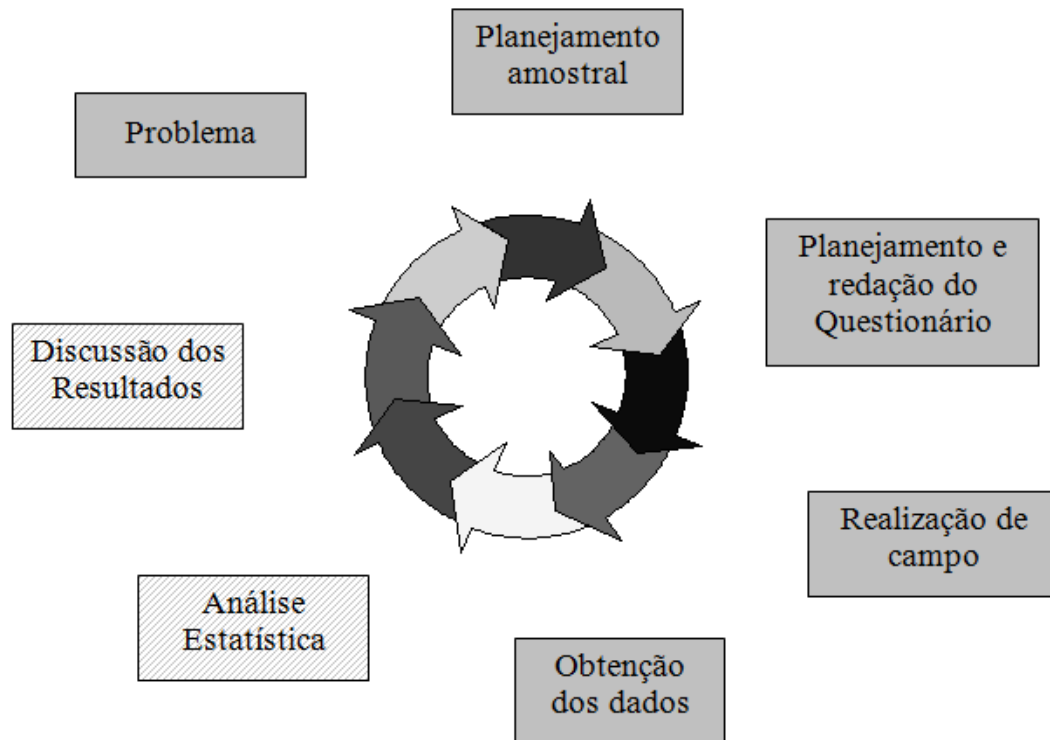 Planejamento
amostral
Problema
Planejamento e
redação do
Questionário
Discussão dos
Resultados
Realização de
campo
Análise
Estatística
Obtenção
dos dados